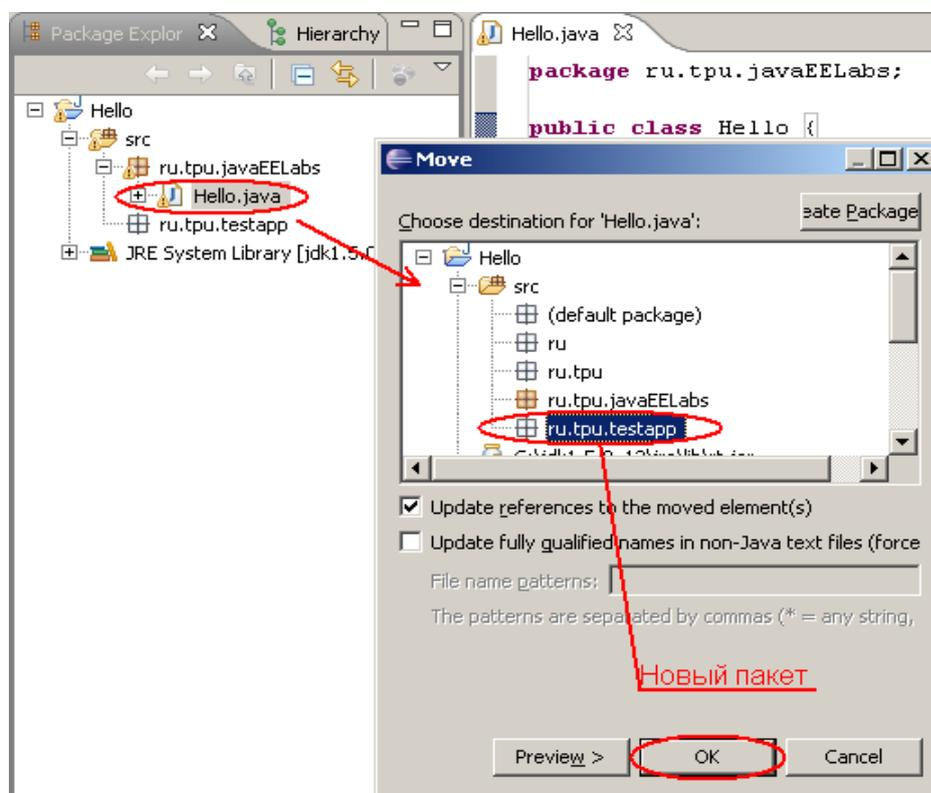 Package Explor
Hierarchy
Hello
src
ru.tpu.javaEELabs
Hello.java
ru.tpu.testapp
JRE System Library [jdk1.5.0
Hello.java
package ru.tpu.javaEELabs;
public class Hello {
Move
Choose destination for 'Hello.java':
eate Package
Hello
src
(default package)
ru
ru.tpu
ru.tpu.javaEELabs
ru.tpu.testapp
Update references to the moved element(s)
Update fully qualified names in non-Java text files (force
File name patterns:
The patterns are separated by commas (* = any string,
Новый пакет
Preview >
OK
Cancel